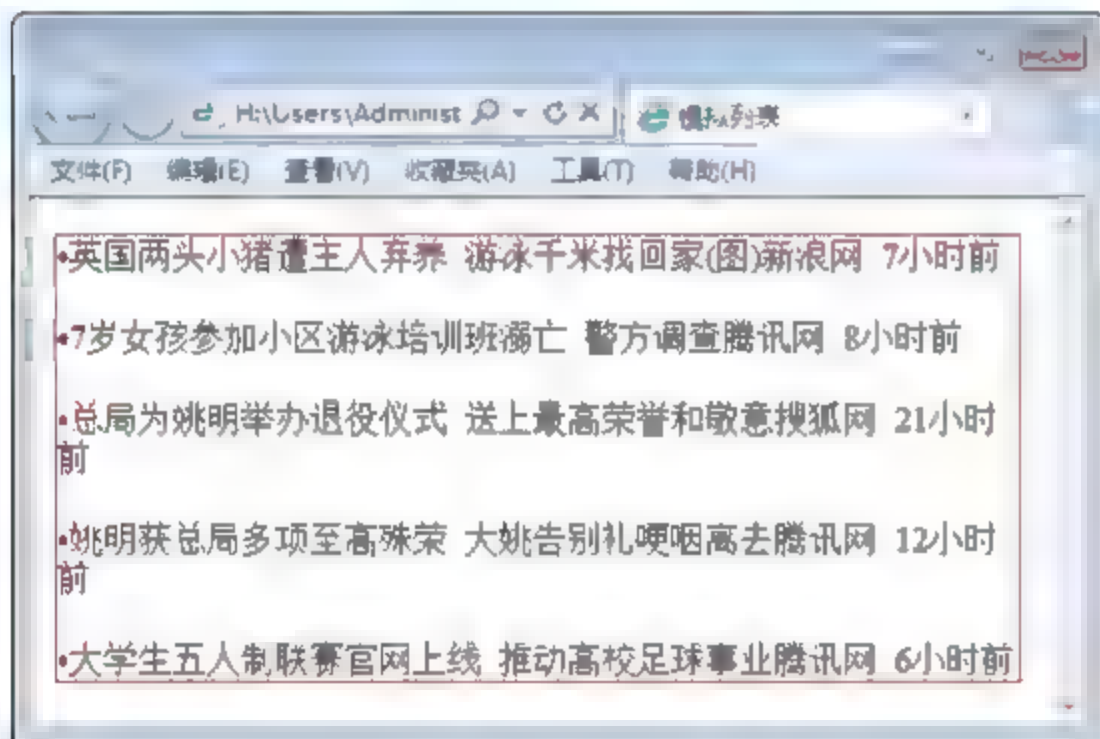 H:\Users\Administ
模拟列表
文件(F) 编辑(E) 查看(V) 收藏夹(A) 工具(T) 帮助(H)
•英国两头小猪遭主人弃养 游泳千米找回家(图)新浪网 7小时前
•7岁女孩参加小区游泳培训班溺亡 警方调查腾讯网 8小时前
•总局为姚明举办退役仪式 送上最高荣誉和敬意搜狐网 21小时
前
•姚明获总局多项至高殊荣 大姚告别礼哽咽离去腾讯网 12小时
前
•大学生五人制联赛官网上线 推动高校足球事业腾讯网 6小时前